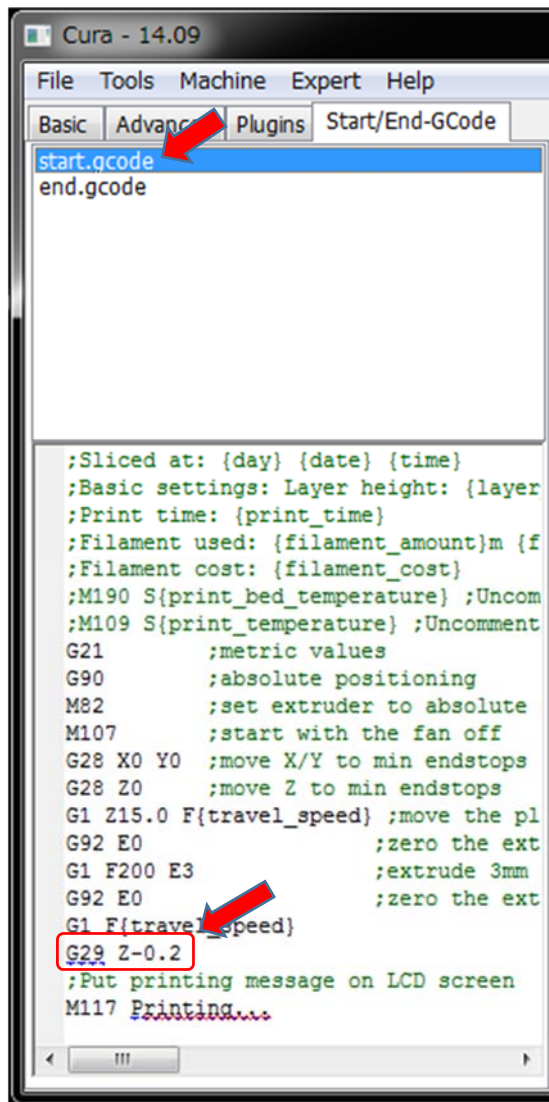 Cura - 14.09
File Tools Machine Expert Help
Basic Advanced Plugins Start/End-GCode
start.gcode
end.gcode
;Sliced at: {day} {date} {time}
;Basic settings: Layer height: {layer
;Print time: {print_time}
;Filament used: {filament_amount}m {f
;Filament cost: {filament_cost}
;M190 S{print_bed_temperature} ;Uncom
;M109 S{print_temperature} ;Uncomment
G21 ;metric values
G90 ;absolute positioning
M82 ;set extruder to absolute
M107 ;start with the fan off
G28 X0 Y0 ;move X/Y to min endstops
G28 Z0 ;move Z to min endstops
G1 Z15.0 F{travel_speed} ;move the pl
G92 E0 ;zero the ext
G1 F200 E3 ;extrude 3mm
G92 E0 ;zero the ext
G1 F{travel_speed}
G29 Z-0.2
;Put printing message on LCD screen
M117 Printing...